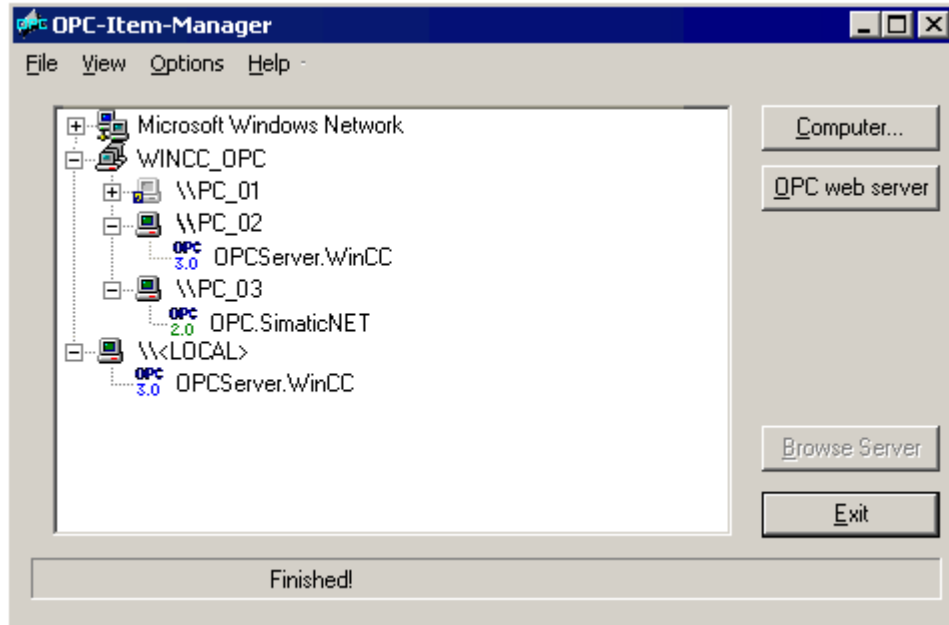 OPC-Item-Manager
File View Options Help
Microsoft Windows Network
WINCC_OPC
\\PC_01
\\PC_02
OPC 3.0 OPCServer.WinCC
\\PC_03
OPC 2.0 OPC.SimaticNET
\\<LOCAL>
OPC 3.0 OPCServer.WinCC
Computer...
OPC web server
Browse Server
Exit
Finished!